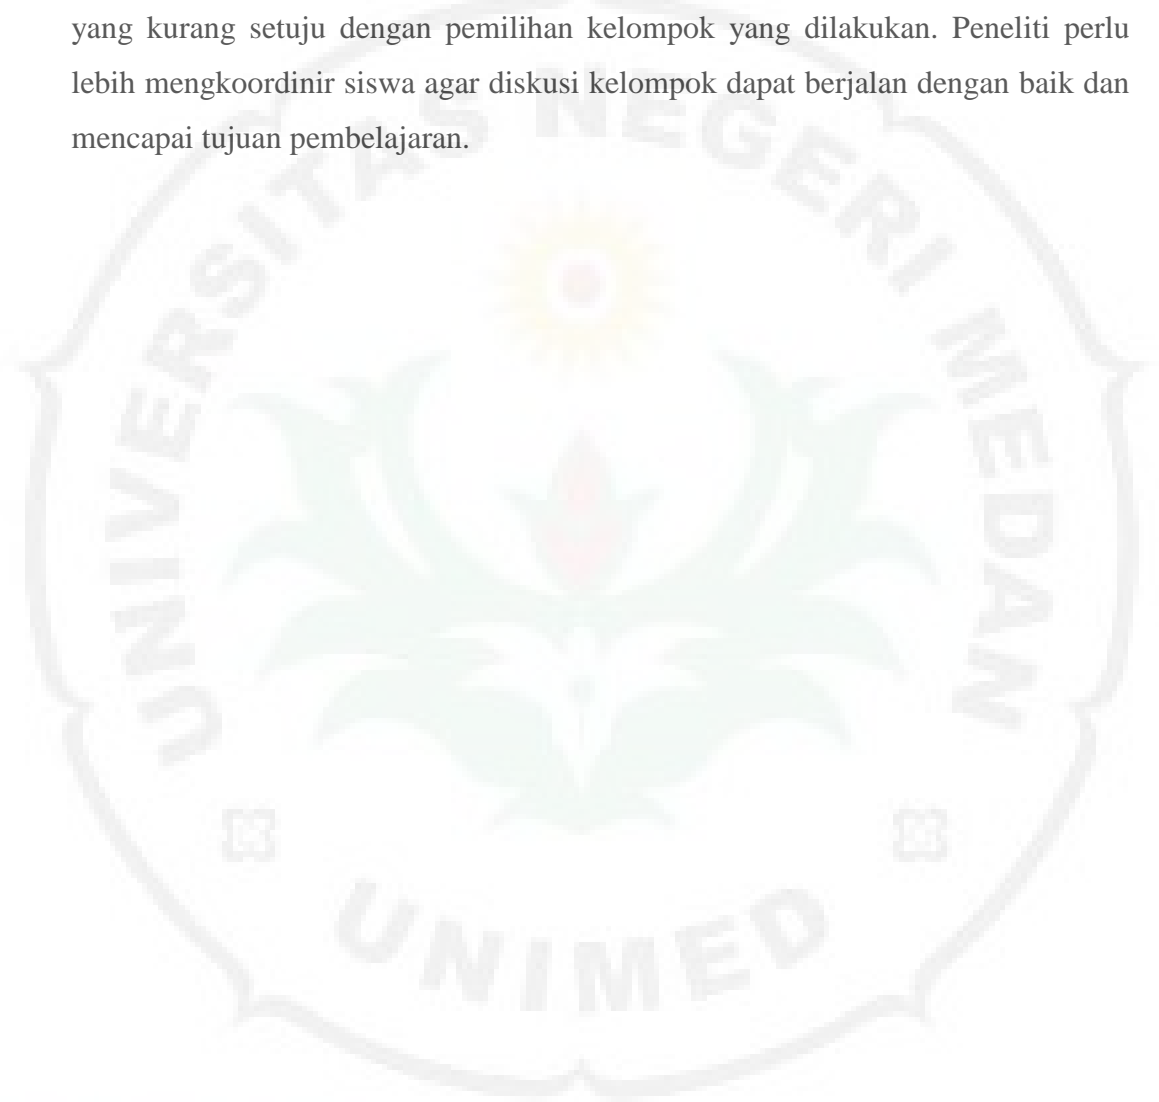 yang kurang setuju dengan pemilihan kelompok yang dilakukan. Peneliti perlu
lebih mengkoordinir siswa agar diskusi kelompok dapat berjalan dengan baik dan
mencapai tujuan pembelajaran.
UNIVERSITAS NEGERI MEDAN
UNIMED